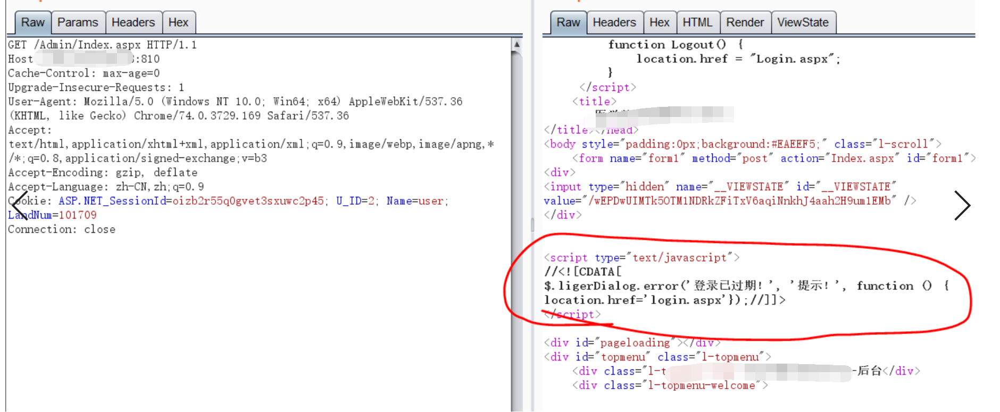 Raw Params Headers Hex
GET /Admin/Index.aspx HTTP/1.1
Host :810
Cache-Control: max-age=0
Upgrade-Insecure-Requests: 1
User-Agent: Mozilla/5.0 (Windows NT 10.0; Win64; x64) AppleWebKit/537.36
(KHTML, like Gecko) Chrome/74.0.3729.169 Safari/537.36
Accept:
text/html,application/xhtml+xml,application/xml;q=0.9,image/webp,image/apng,*
/*;q=0.8,application/signed-exchange;v=b3
Accept-Encoding: gzip, deflate
Accept-Language: zh-CN,zh;q=0.9
Cookie: ASP.NET_SessionId=oizb2r55q0gvet3sxuwc2p45; U_ID=2; Name=user;
LandNum=101709
Connection: close
Raw Headers Hex HTML Render ViewState
function Logout() {
location.href = "Login.aspx";
}
</script>
<title>
</title></head>
<body style="padding:0px;background:#EAEEF5;" class="l-scroll">
<form name="form1" method="post" action="Index.aspx" id="form1">
<div>
<input type="hidden" name="__VIEWSTATE" id="__VIEWSTATE"
value="/wEPDwUIMTk5OTM1NDRkZFiTxV6aqiNnkhJ4aah2H9um1EMb" />
</div>
<script type="text/javascript">
//<![CDATA[
$.ligerDialog.error('登录已过期!', '提示!', function () {
location.href='login.aspx'});//]]>
</script>
<div id="pageloading"></div>
<div id="topmenu" class="l-topmenu">
<div class="l-t -后台</div>
<div class="l-topmenu-welcome">